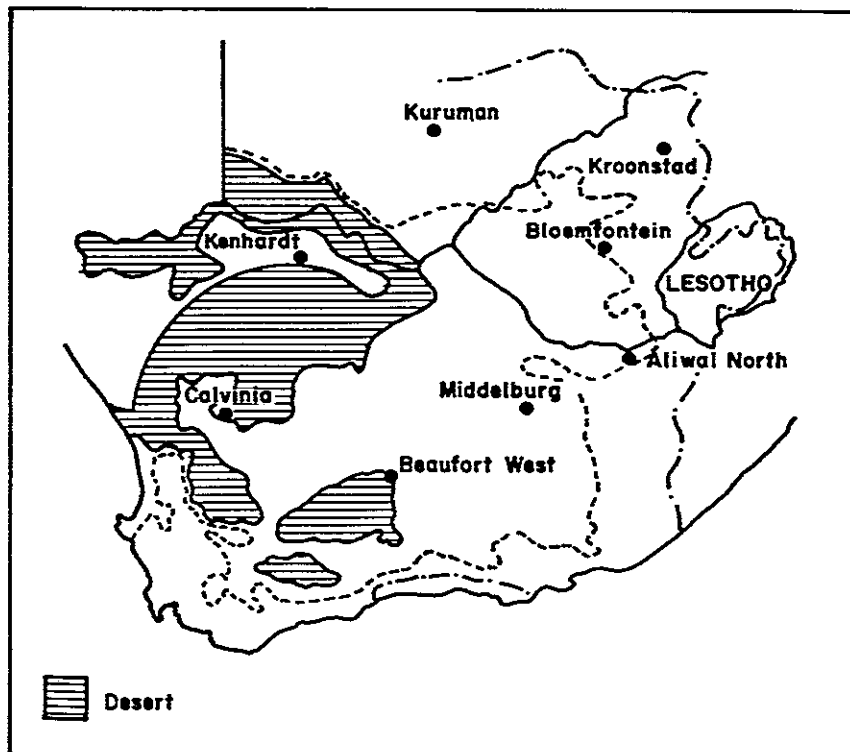 Kuruman
Kroonstad
Kenhardt
Bloemfontein
LESOTHO
Aliwal North
Calvinia
Middelburg
Beaufort West
Desert